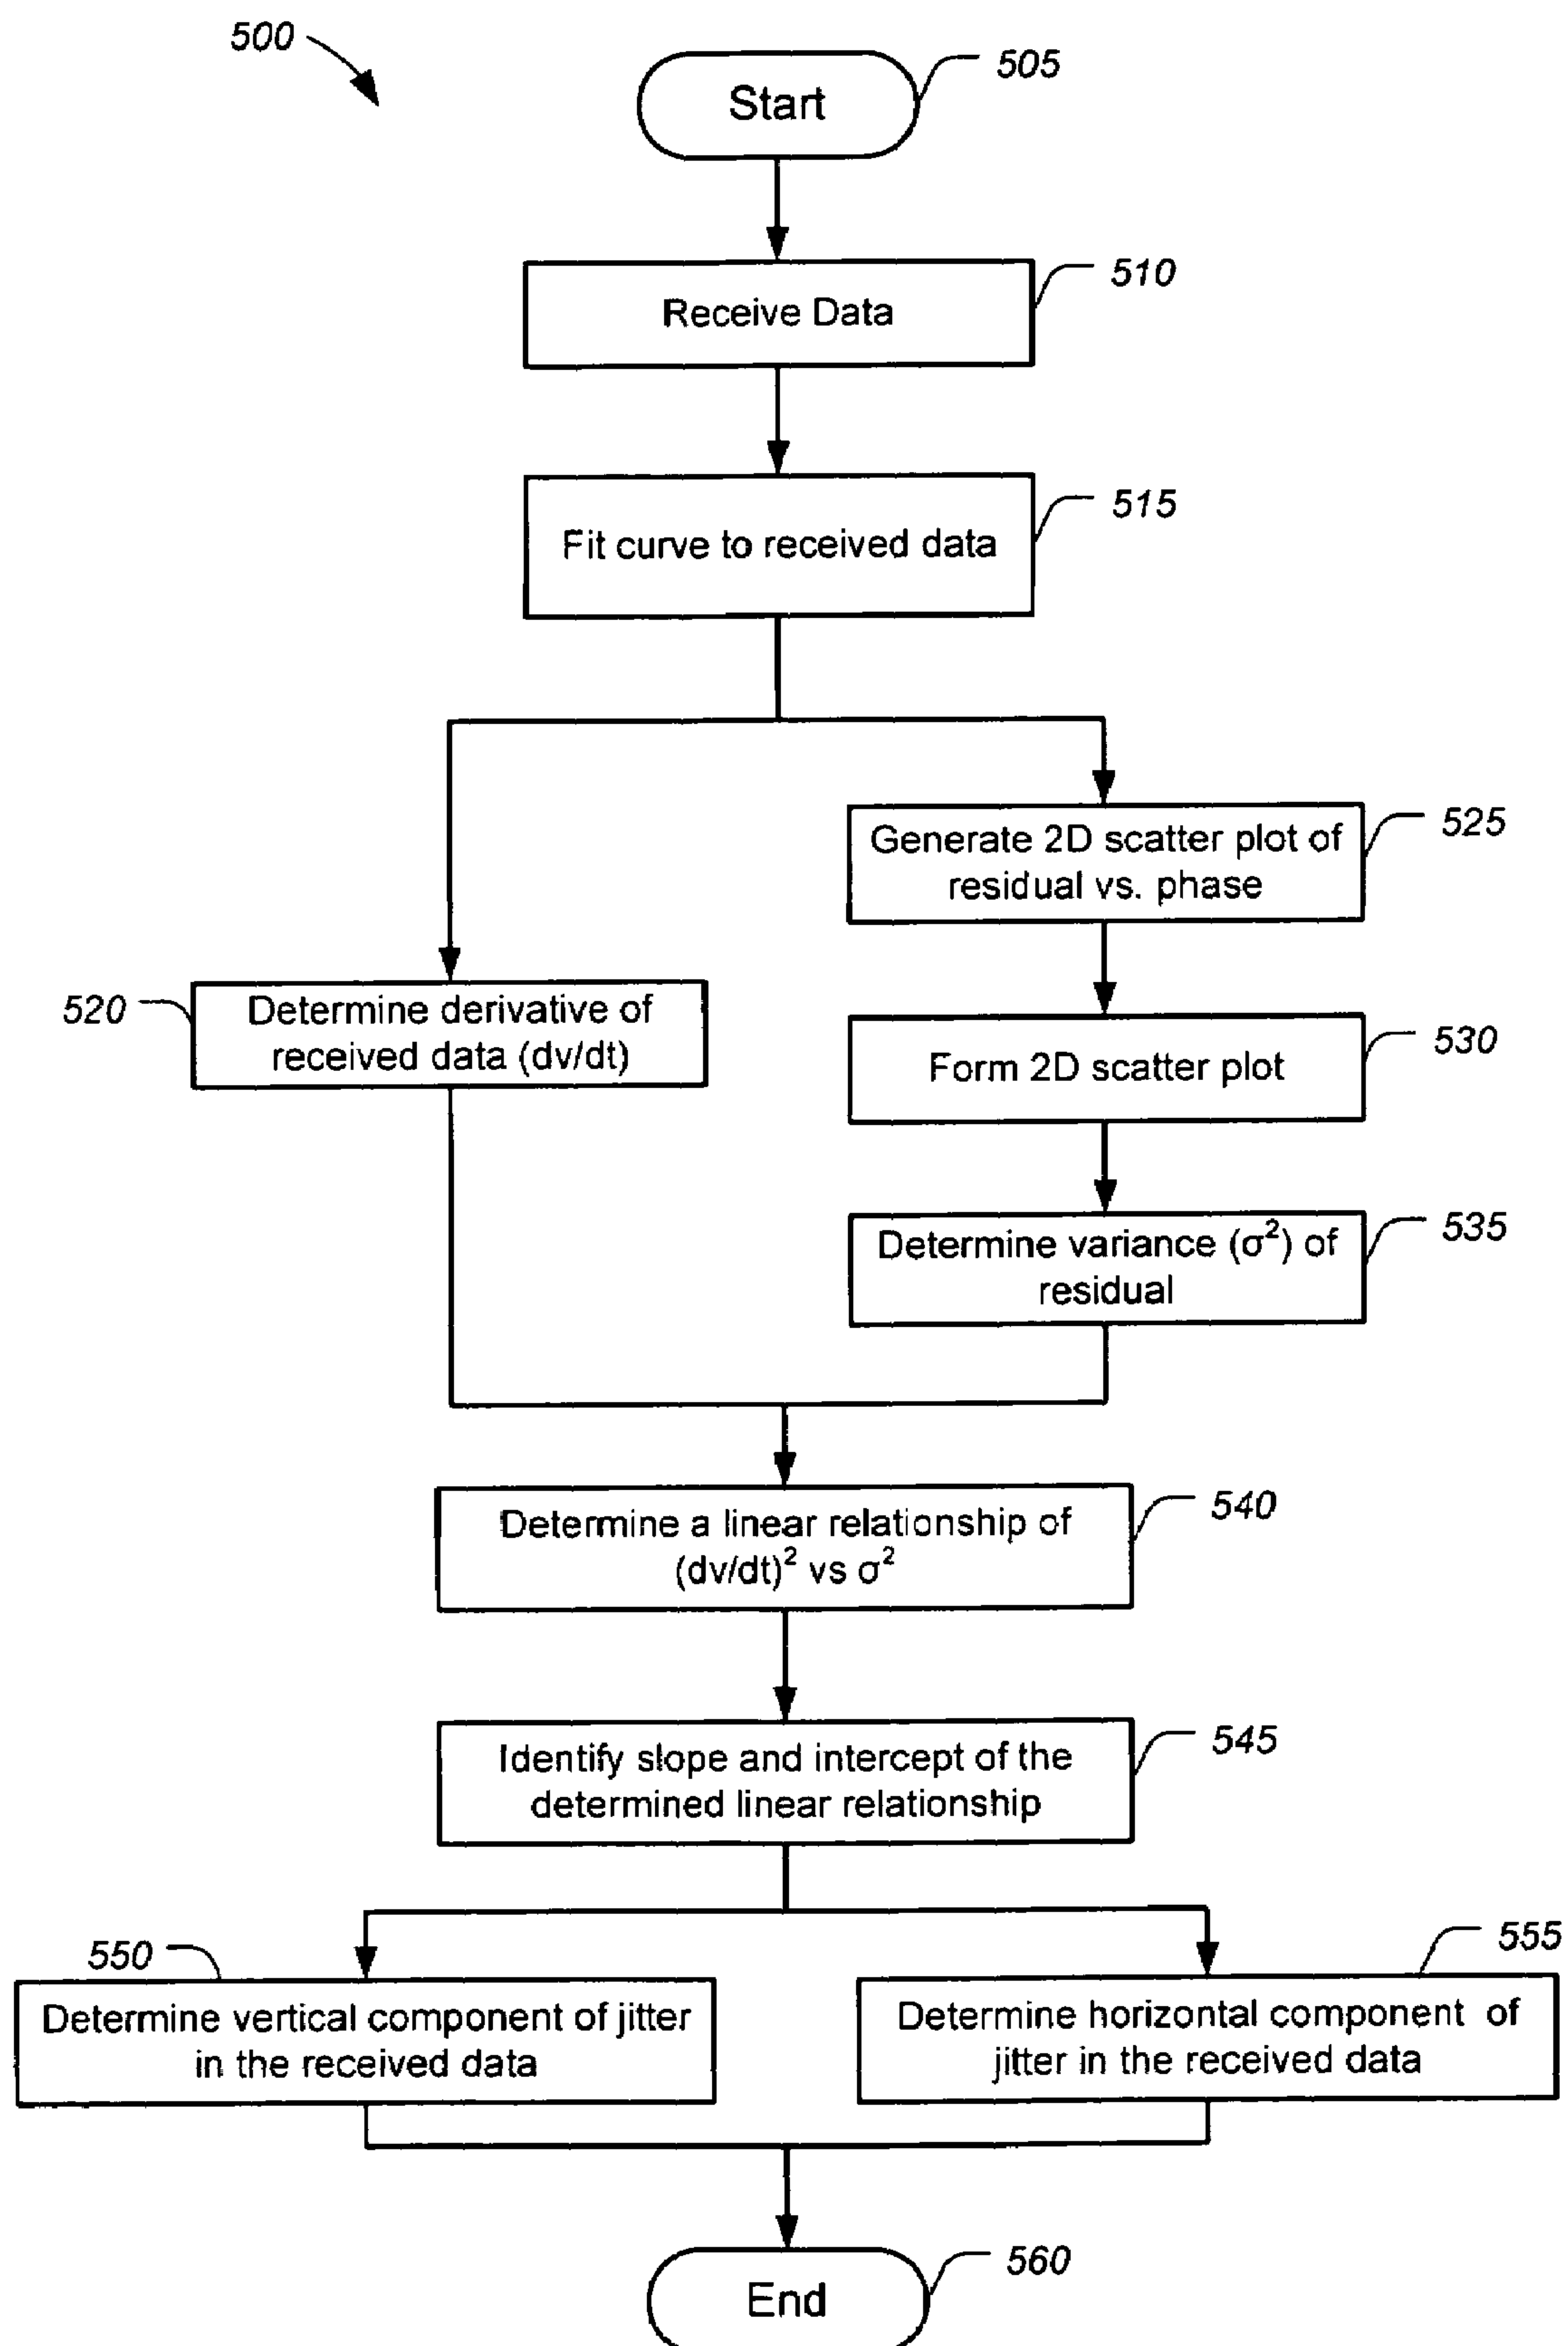 500
Start
505
Receive Data
510
Fit curve to received data
515
Generate 2D scatter plot of
residual vs. phase
525
520
Determine derivative of
received data (dv/dt)
Form 2D scatter plot
530
Determine variance (σ²) of
residual
535
Determine a linear relationship of
(dv/dt)² vs σ²
540
Identify slope and intercept of the
determined linear relationship
545
550
Determine vertical component of jitter
in the received data
555
Determine horizontal component of
jitter in the received data
End
560